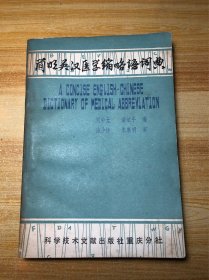 简明英汉医学缩略语词典
A CONCISE ENGLISH-CHINESE
DICTIONARY OF MEDICAL ABBREVIATION
编
科学技术文献出版社重庆分社